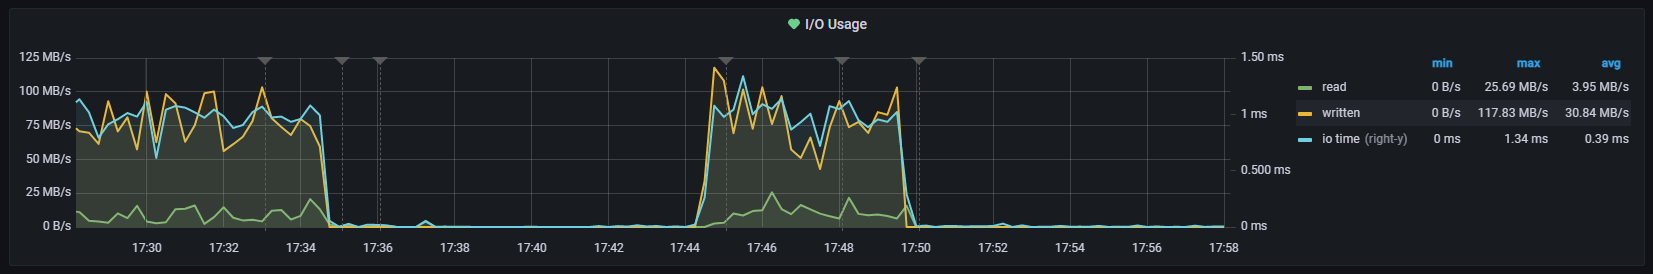 I/O Usage
125 MB/s
100 MB/s
75 MB/s
50 MB/s
25 MB/s
0 B/s
1.50 ms
1 ms
0.500 ms
0 ms
17:30 17:32 17:34 17:36 17:38 17:40 17:42 17:44 17:46 17:48 17:50 17:52 17:54 17:56 17:58
min max avg
read 0 B/s 25.69 MB/s 3.95 MB/s
written 0 B/s 117.83 MB/s 30.84 MB/s
io time (right-y) 0 ms 1.34 ms 0.39 ms